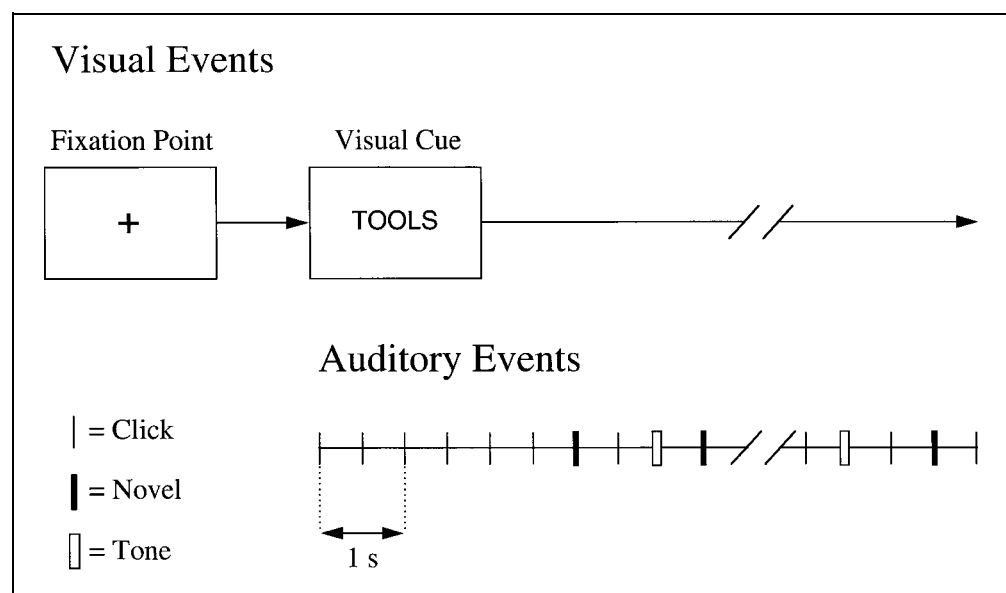 Visual Events
Fixation Point
Visual Cue
+
TOOLS
Auditory Events
= Click
= Novel
= Tone
1 s